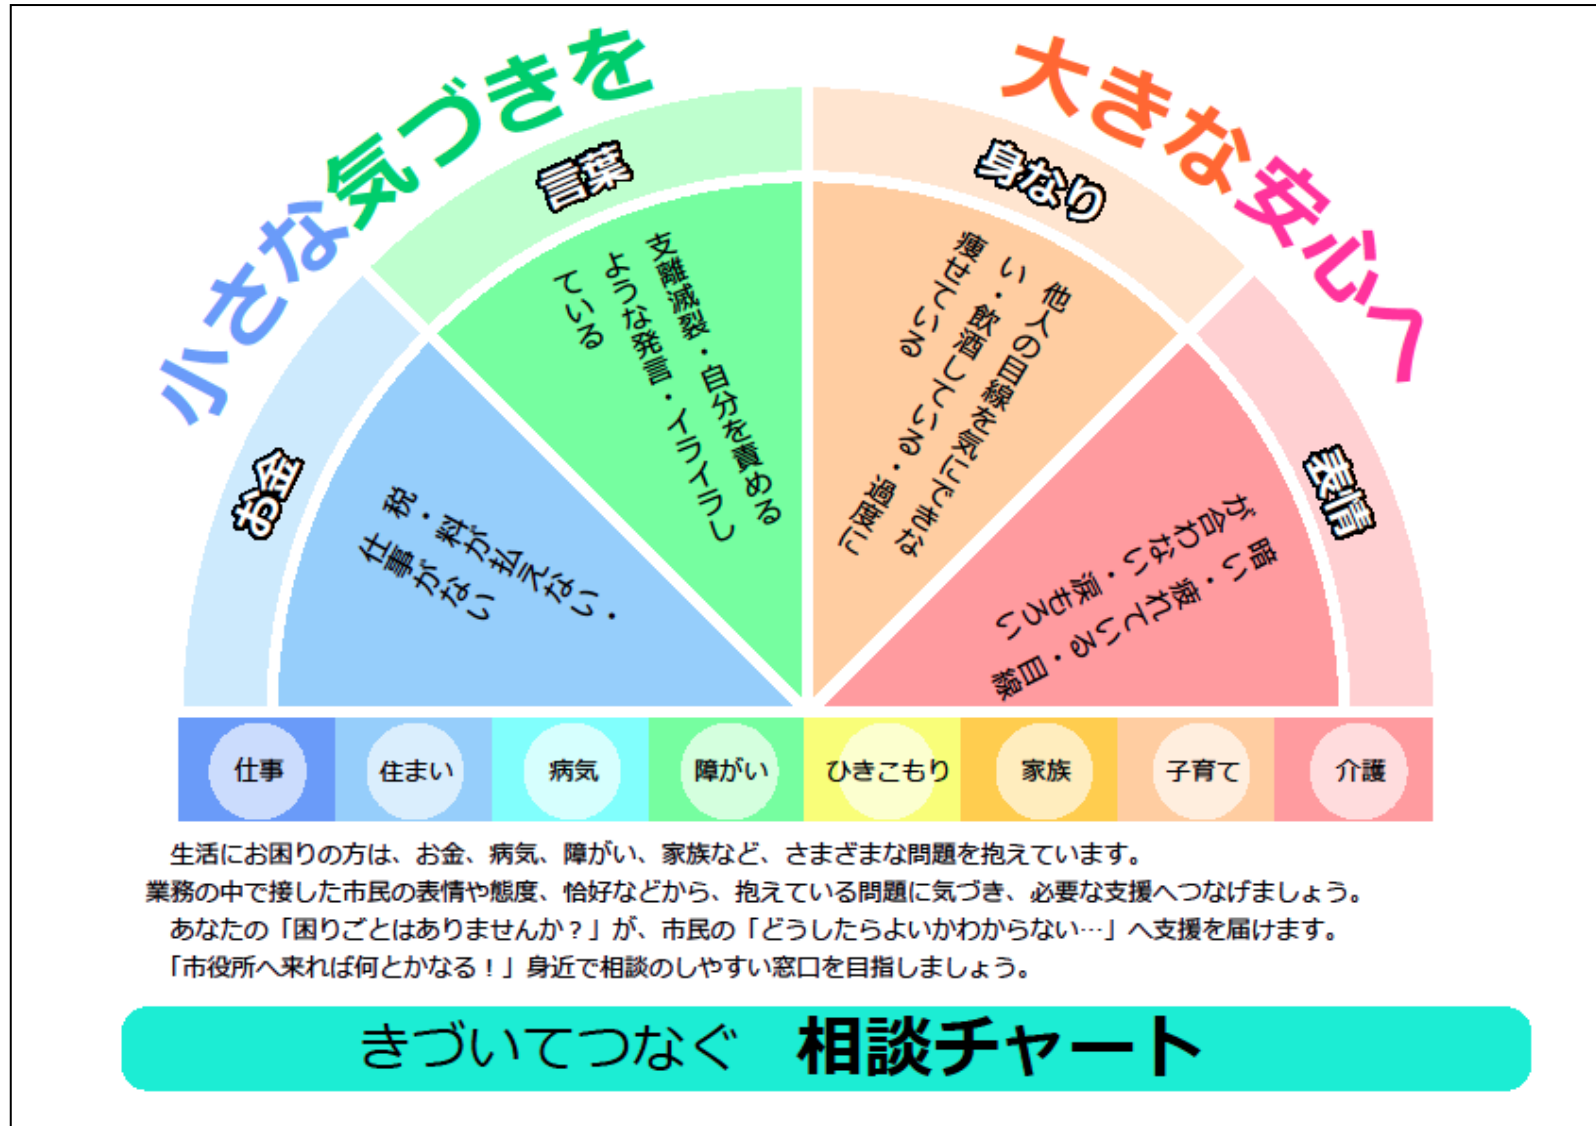 小さな気づきを
大きな安心へ
お金
税・料が払えない・
仕事がない
言葉
支離滅裂・自分を責める
ような発言・イライラし
ている
身なり
他人の目線を気にできな
い・飲酒している・過度に
痩せている
表情
暗い・疲れている・目線
が合わない・涙もろい
仕事
住まい
病気
障がい
ひきこもり
家族
子育て
介護
生活にお困りの方は、お金、病気、障がい、家族など、さまざまな問題を抱えています。
業務の中で接した市民の表情や態度、恰好などから、抱えている問題に気づき、必要な支援へつなげましょう。
あなたの「困りごとはありませんか？」が、市民の「どうしたらよいかわからない…」へ支援を届けます。
「市役所へ来れば何とかなる！」身近で相談のしやすい窓口を目指しましょう。
きづいてつなぐ　相談チャート